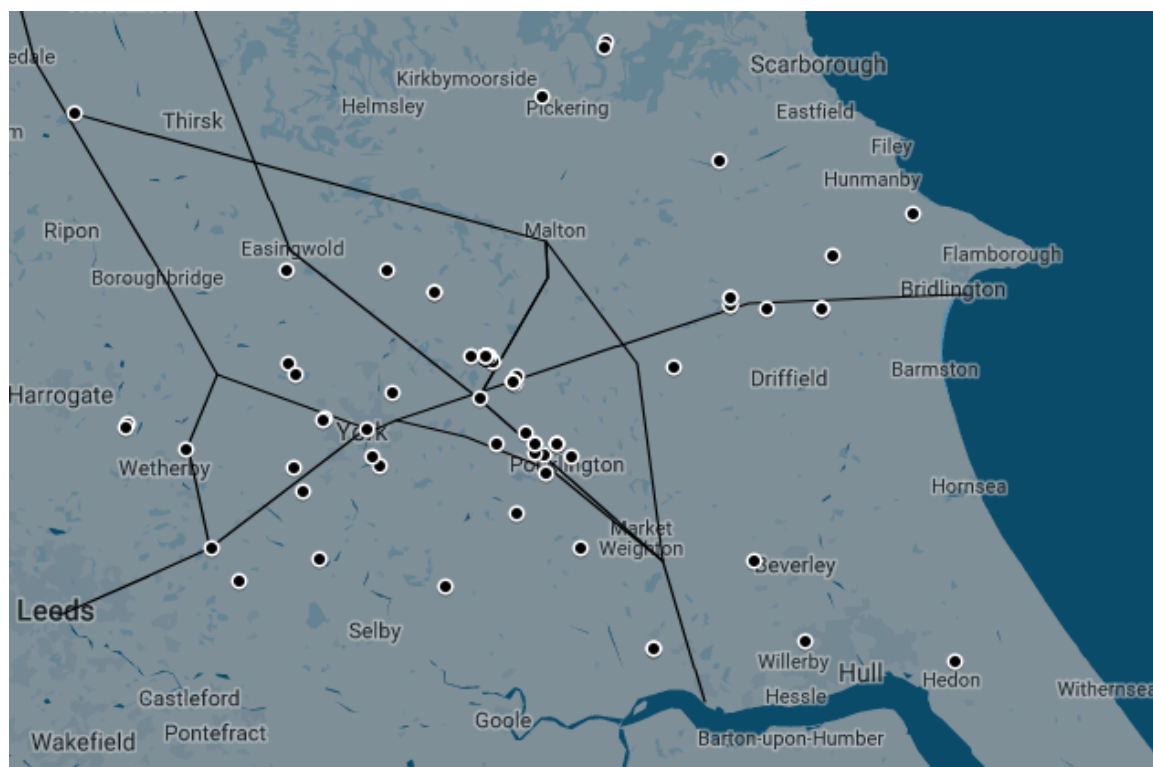 edale
Scarborough
Kirkbymoorside
Helmsley
Pickering
Thirsk
Eastfield
Filey
Hunmanby
Ripon
Malton
Easingwold
Flamborough
Boroughbridge
Bridlington
Harrogate
Driffield
Barmston
York
Wetherby
Hornsea
Market
Weighton
Beverley
Leeds
Selby
Willerby
Hull
Hedon
Withernsea
Castleford
Hessle
Goole
Pontefract
Wakefield
Barton-upon-Humber